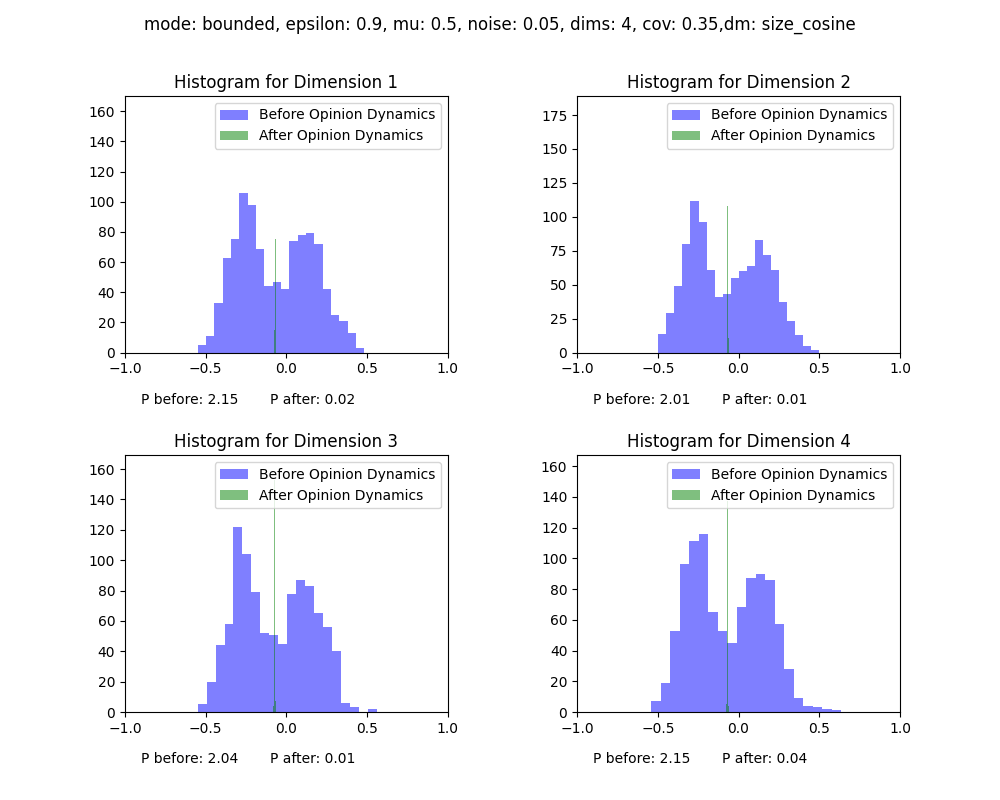 mode: bounded, epsilon: 0.9, mu: 0.5, noise: 0.05, dims: 4, cov: 0.35,dm: size_cosine
Histogram for Dimension 1
Before Opinion Dynamics
After Opinion Dynamics
160
140
120
100
80
60
40
20
0
−1.0 −0.5 0.0 0.5 1.0
P before: 2.15 P after: 0.02
Histogram for Dimension 2
Before Opinion Dynamics
After Opinion Dynamics
175
150
125
100
75
50
25
0
−1.0 −0.5 0.0 0.5 1.0
P before: 2.01 P after: 0.01
Histogram for Dimension 3
Before Opinion Dynamics
After Opinion Dynamics
160
140
120
100
80
60
40
20
0
−1.0 −0.5 0.0 0.5 1.0
P before: 2.04 P after: 0.01
Histogram for Dimension 4
Before Opinion Dynamics
After Opinion Dynamics
160
140
120
100
80
60
40
20
0
−1.0 −0.5 0.0 0.5 1.0
P before: 2.15 P after: 0.04